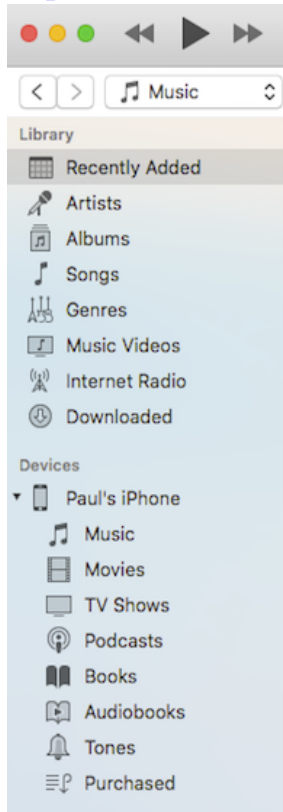 Music
Library
Recently Added
Artists
Albums
Songs
Genres
Music Videos
Internet Radio
Downloaded
Devices
Paul's iPhone
Music
Movies
TV Shows
Podcasts
Books
Audiobooks
Tones
Purchased